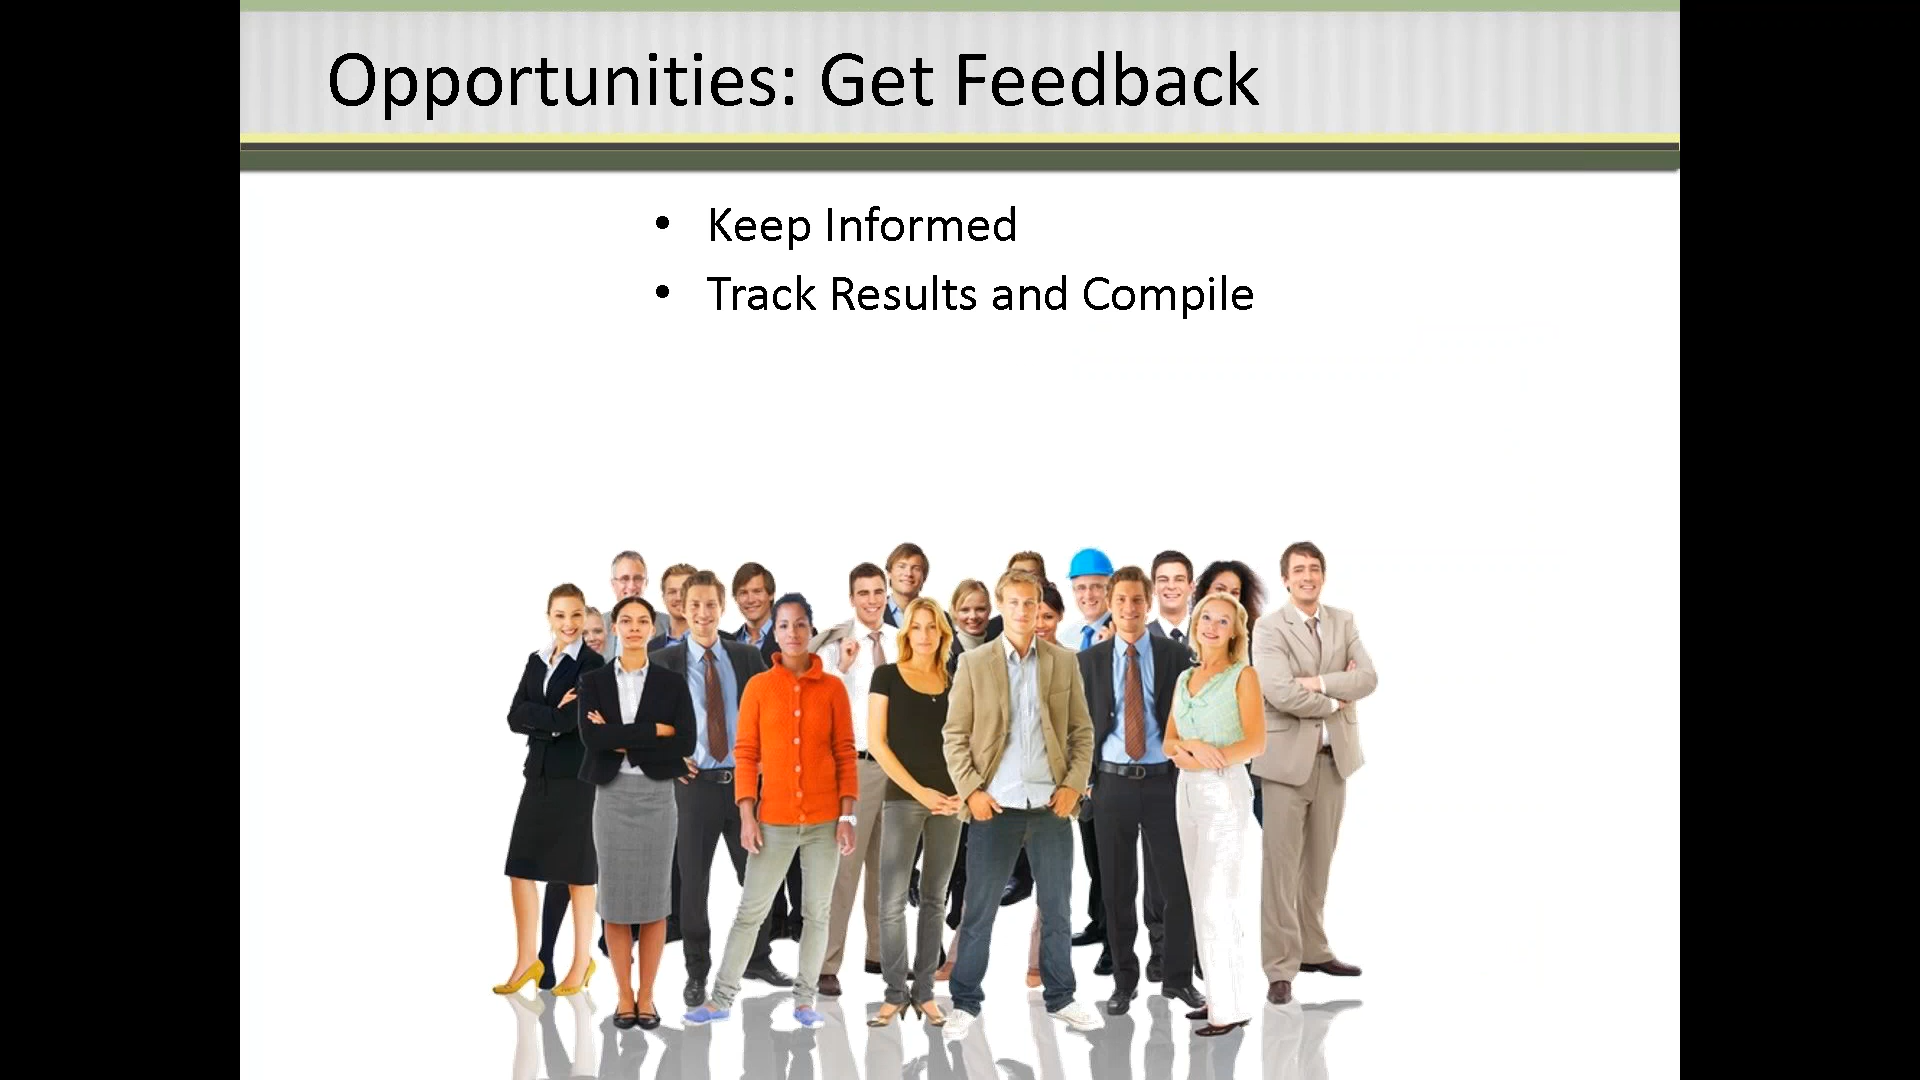 Opportunities: Get Feedback
• Keep Informed
• Track Results and Compile